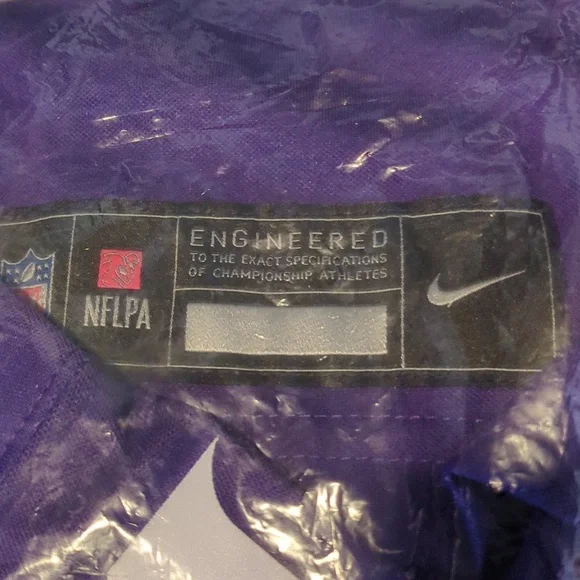 NFLPA
ENGINEERED
TO THE EXACT SPECIFICATIONS
OF CHAMPIONSHIP ATHLETES